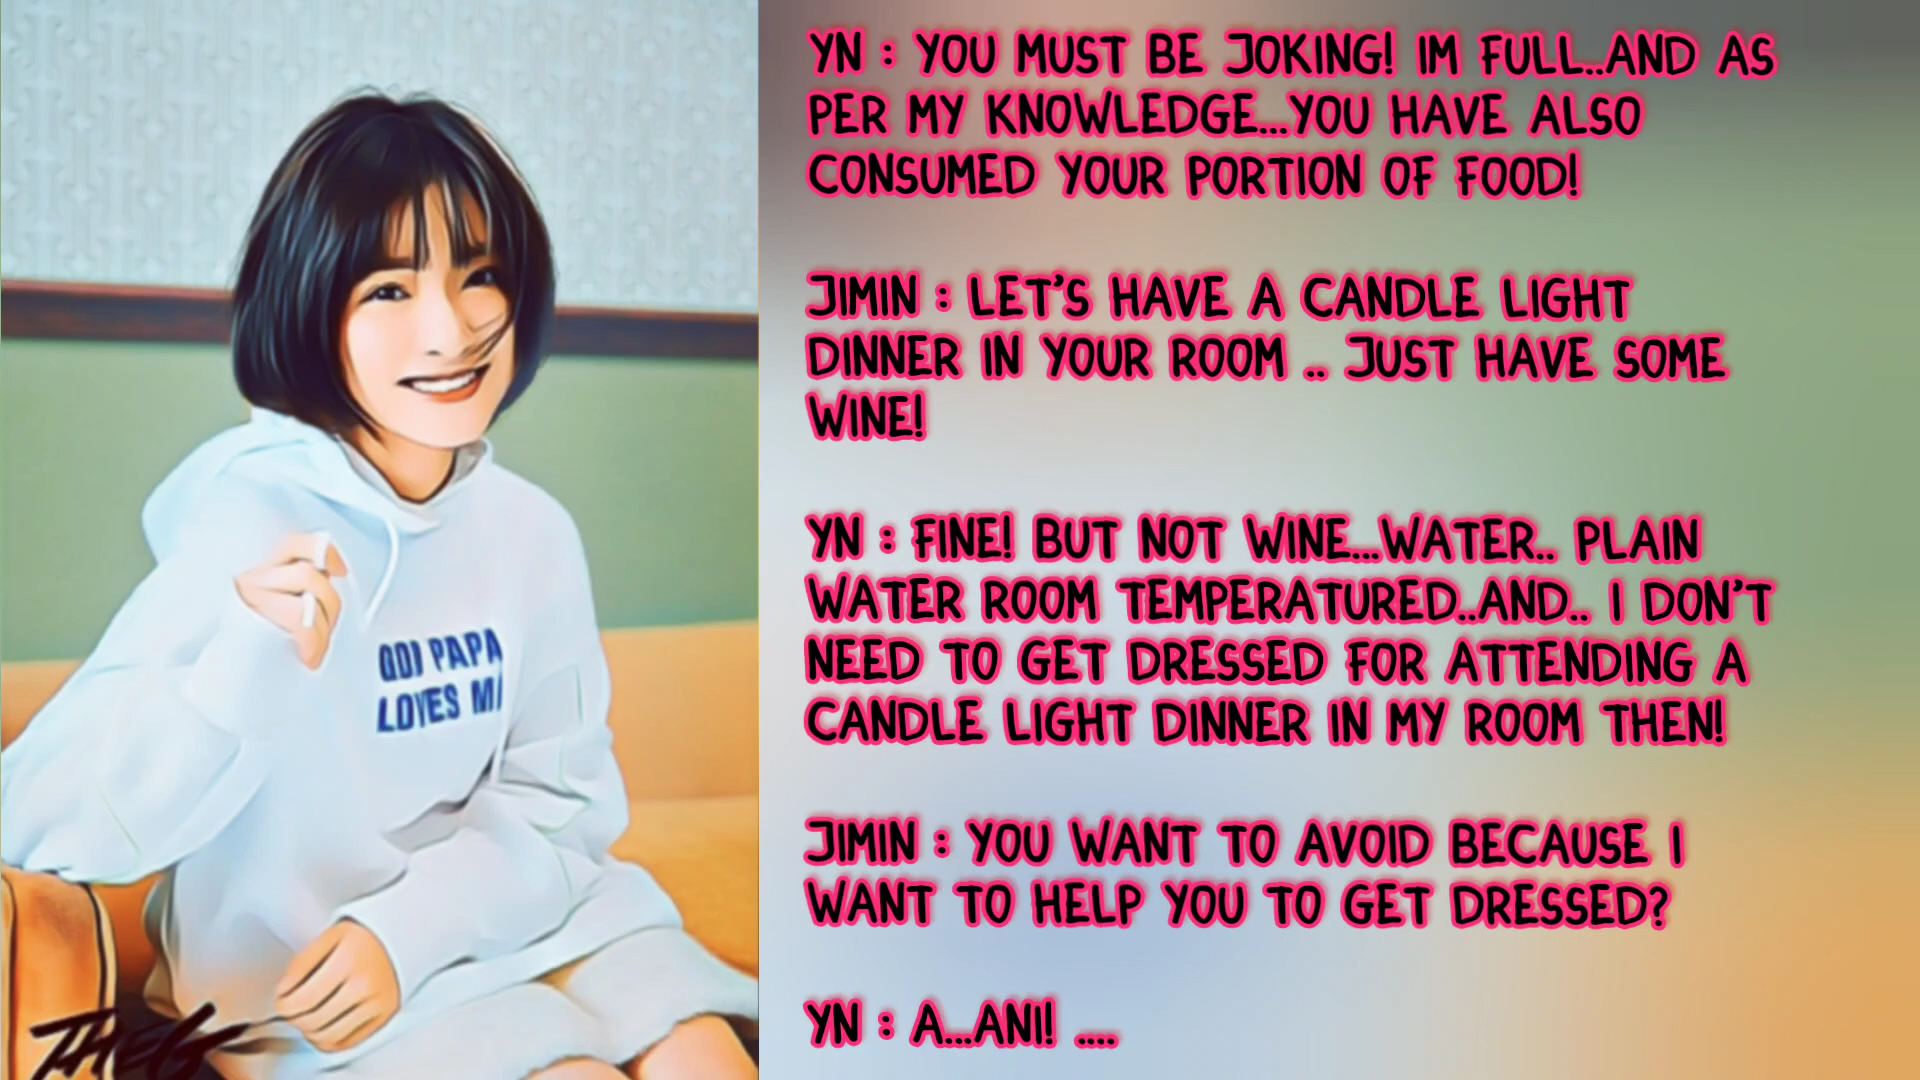 YN : YOU MUST BE JOKING! IM FULL..AND AS
PER MY KNOWLEDGE...YOU HAVE ALSO
CONSUMED YOUR PORTION OF FOOD!
JIMIN : LET'S HAVE A CANDLE LIGHT
DINNER IN YOUR ROOM .. JUST HAVE SOME
WINE!
YN : FINE! BUT NOT WINE...WATER.. PLAIN
WATER ROOM TEMPERATURED..AND.. I DON'T
NEED TO GET DRESSED FOR ATTENDING A
CANDLE LIGHT DINNER IN MY ROOM THEN!
JIMIN : YOU WANT TO AVOID BECAUSE I
WANT TO HELP YOU TO GET DRESSED?
YN : A...ANI! ....
PAPA
LOVES